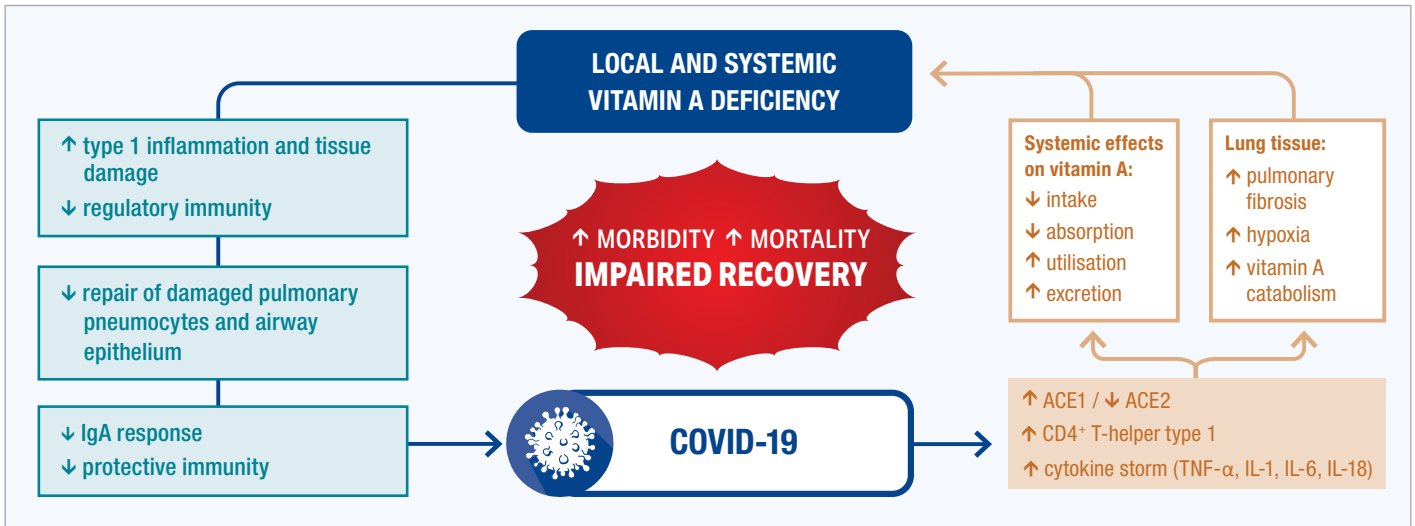 LOCAL AND SYSTEMIC
VITAMIN A DEFICIENCY
↑ type 1 inflammation and tissue
damage
↓ regulatory immunity
↓ repair of damaged pulmonary
pneumocytes and airway
epithelium
↓ IgA response
↓ protective immunity
↑ MORBIDITY ↑ MORTALITY
IMPAIRED RECOVERY
COVID-19
Systemic effects
on vitamin A:
↓ intake
↓ absorption
↑ utilisation
↑ excretion
Lung tissue:
↑ pulmonary
fibrosis
↑ hypoxia
↑ vitamin A
catabolism
↑ ACE1 / ↓ ACE2
↑ CD4⁺ T-helper type 1
↑ cytokine storm (TNF-α, IL-1, IL-6, IL-18)